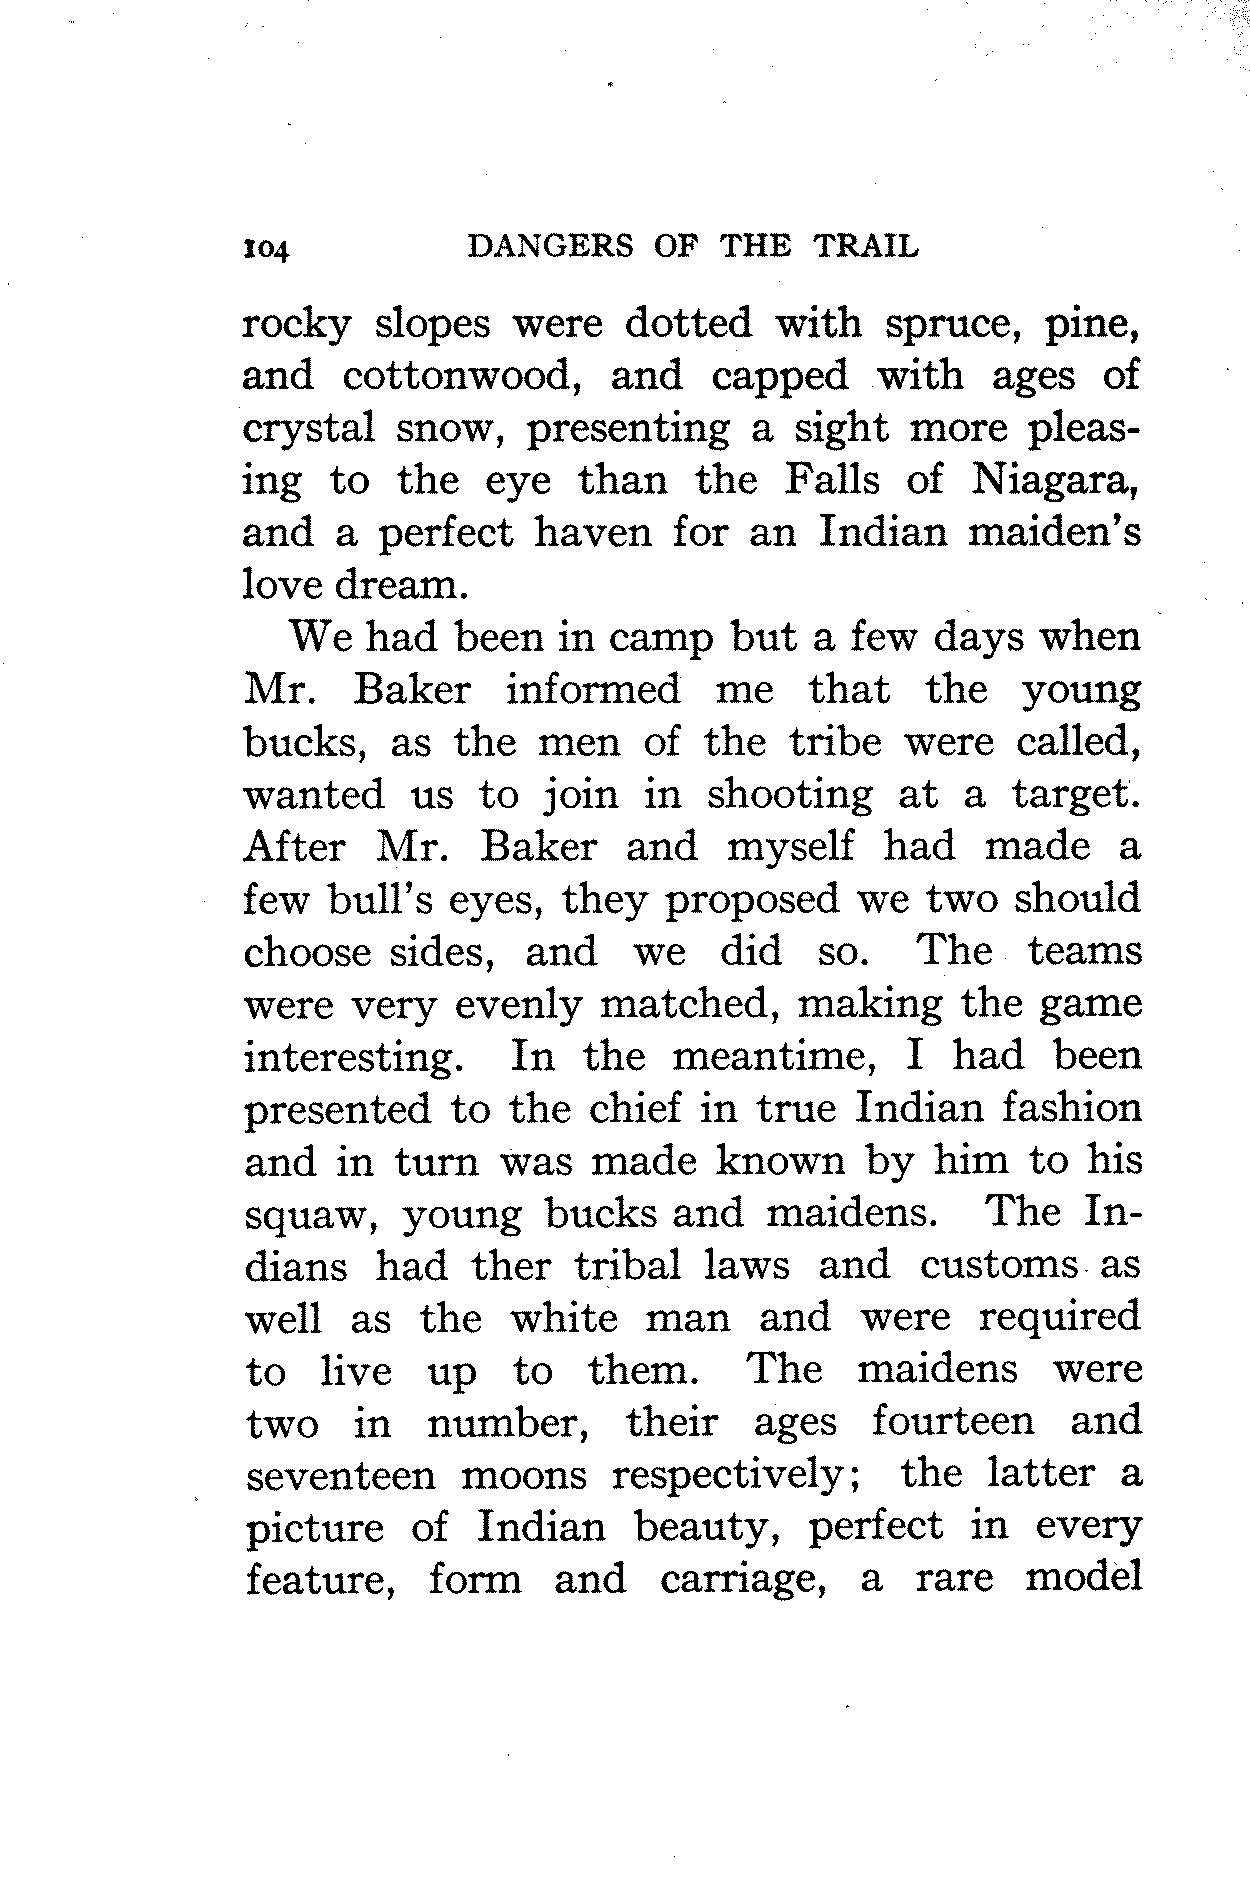 104 DANGERS OF THE TRAIL
rocky slopes were dotted with spruce, pine,
and cottonwood, and capped with ages of
crystal snow, presenting a sight more pleas-
ing to the eye than the Falls of Niagara,
and a perfect haven for an Indian maiden's
love dream.
We had been in camp but a few days when
Mr. Baker informed me that the young
bucks, as the men of the tribe were called,
wanted us to join in shooting at a target.
After Mr. Baker and myself had made a
few bull's eyes, they proposed we two should
choose sides, and we did so. The teams
were very evenly matched, making the game
interesting. In the meantime, I had been
presented to the chief in true Indian fashion
and in turn was made known by him to his
squaw, young bucks and maidens. The In-
dians had ther tribal laws and customs as
well as the white man and were required
to live up to them. The maidens were
two in number, their ages fourteen and
seventeen moons respectively; the latter a
picture of Indian beauty, perfect in every
feature, form and carriage, a rare model